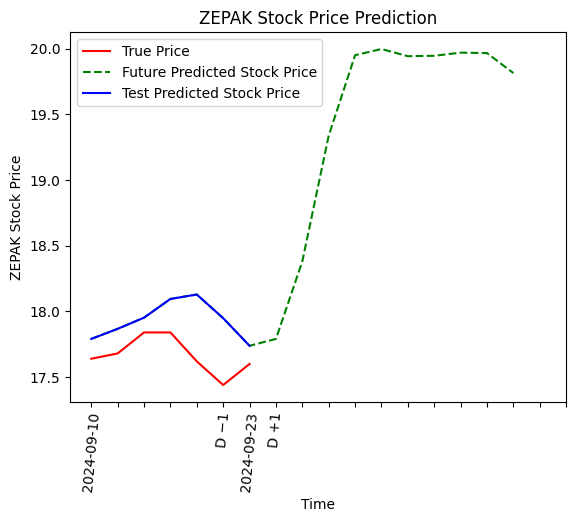 ZEPAK Stock Price Prediction
True Price
Future Predicted Stock Price
Test Predicted Stock Price
ZEPAK Stock Price
20.0
19.5
19.0
18.5
18.0
17.5
2024-09-10
D −1
2024-09-23
D +1
Time